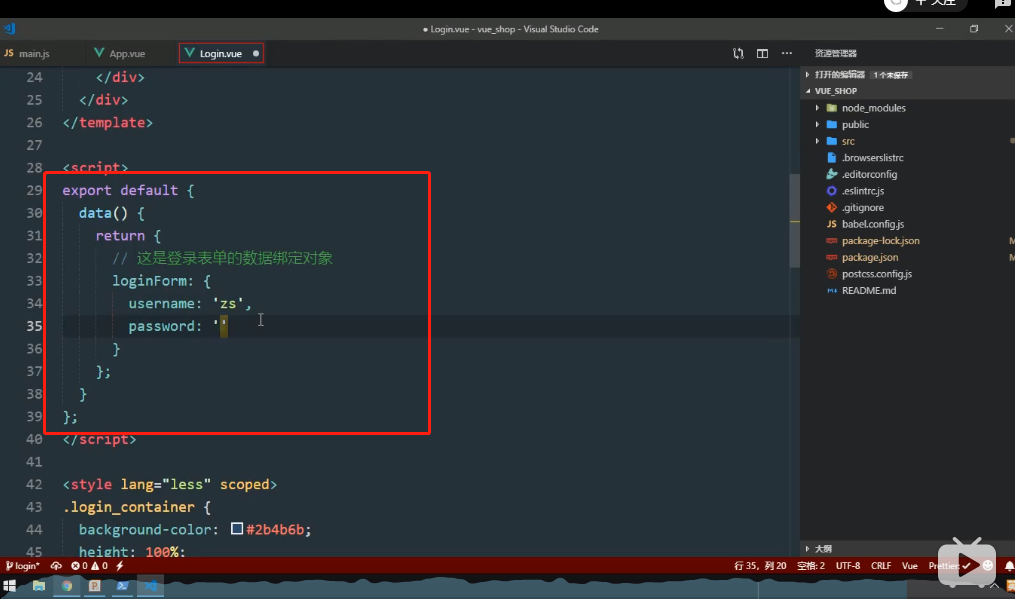 + 关注
● Login.vue - vue_shop - Visual Studio Code
JS main.js
App.vue
Login.vue ●
资源管理器
打开的编辑器 1 个未保存
VUE_SHOP
node_modules
public
src
.browserslistrc
.editorconfig
.eslintrc.js
.gitignore
JS babel.config.js
package-lock.json M
package.json M
postcss.config.js
README.md
大纲
24 </div>
25 </div>
26 </template>
27
28 <script>
29 export default {
30 data() {
31 return {
32 // 这是登录表单的数据绑定对象
33 loginForm: {
34 username: 'zs',
35 password: ''
36 }
37 };
38 }
39 };
40 </script>
41
42 <style lang="less" scoped>
43 .login_container {
44 background-color: #2b4b6b;
45 height: 100%;
login* 0 0
行 35，列 20 空格: 2 UTF-8 CRLF Vue Prettier: ✓